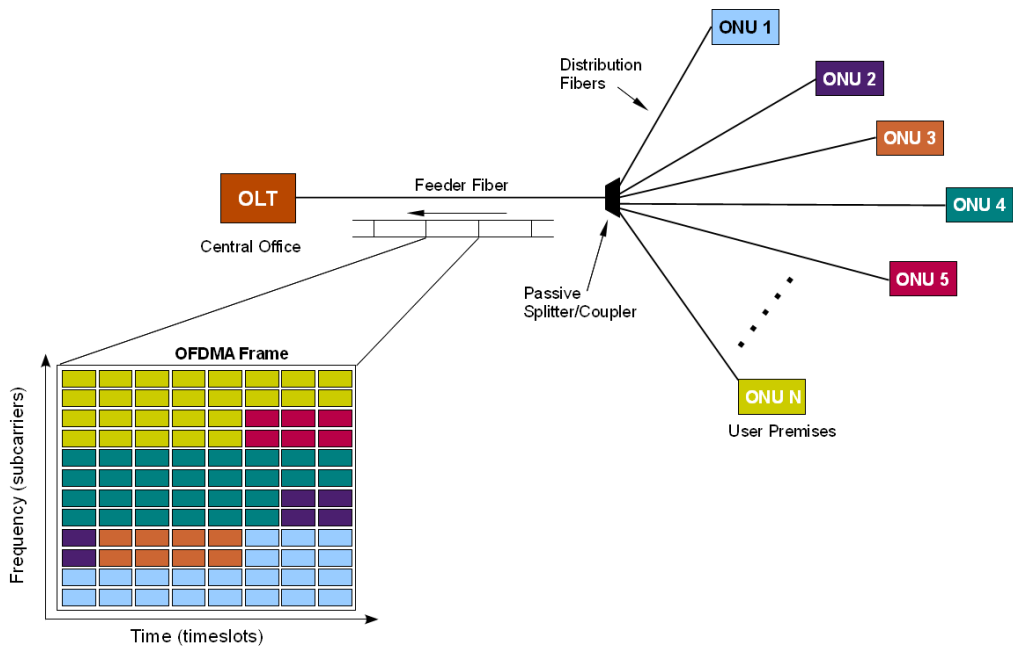 ONU 1
Distribution
Fibers
ONU 2
ONU 3
Feeder Fiber
OLT
ONU 4
Central Office
ONU 5
Passive
Splitter/Coupler
OFDMA Frame
ONU N
User Premises
Frequency (subcarriers)
Time (timeslots)